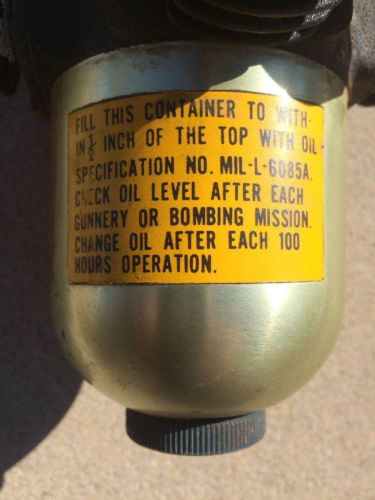 FILL THIS CONTAINER TO WITH-
IN 1/2 INCH OF THE TOP WITH OIL-
SPECIFICATION NO. MIL-L-6085A.
CHECK OIL LEVEL AFTER EACH
GUNNERY OR BOMBING MISSION.
CHANGE OIL AFTER EACH 100
HOURS OPERATION.